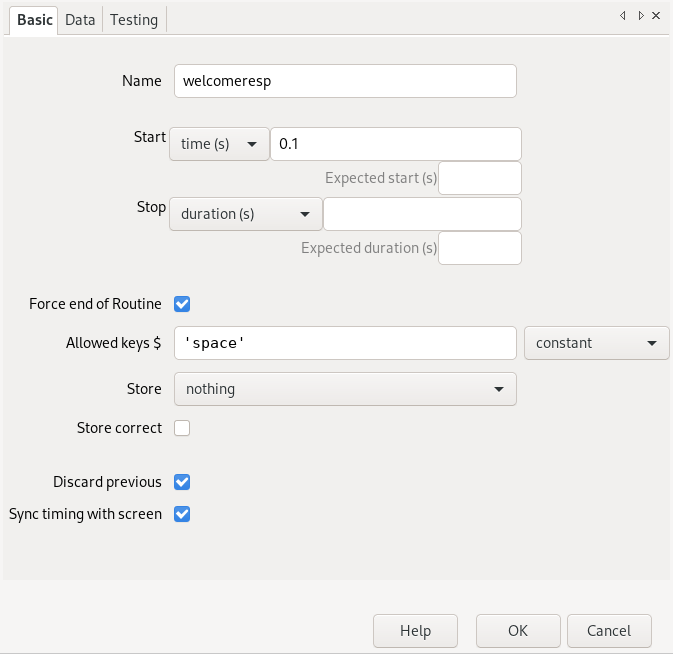 Basic Data Testing
Name welcomeresp
Start time (s) 0.1
Expected start (s)
Stop duration (s)
Expected duration (s)
Force end of Routine
Allowed keys $ 'space' constant
Store nothing
Store correct
Discard previous
Sync timing with screen
Help OK Cancel